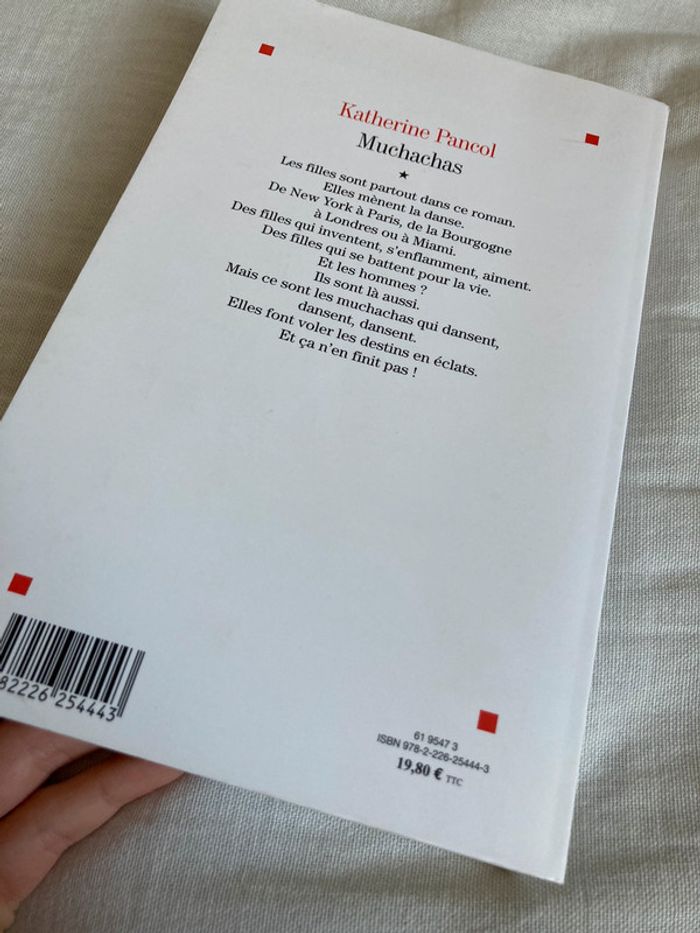 Katherine Pancol
Muchachas
★
Les filles sont partout dans ce roman.
Elles mènent la danse.
De New York à Paris, de la Bourgogne
à Londres ou à Miami.
Des filles qui inventent, s'enflamment, aiment.
Des filles qui se battent pour la vie.
Et les hommes ?
Ils sont là aussi.
Mais ce sont les muchachas qui dansent,
dansent, dansent.
Elles font voler les destins en éclats.
Et ça n'en finit pas !
82226 254443
61 9547 3
ISBN 978-2-226-25444-3
19,80 € TTC